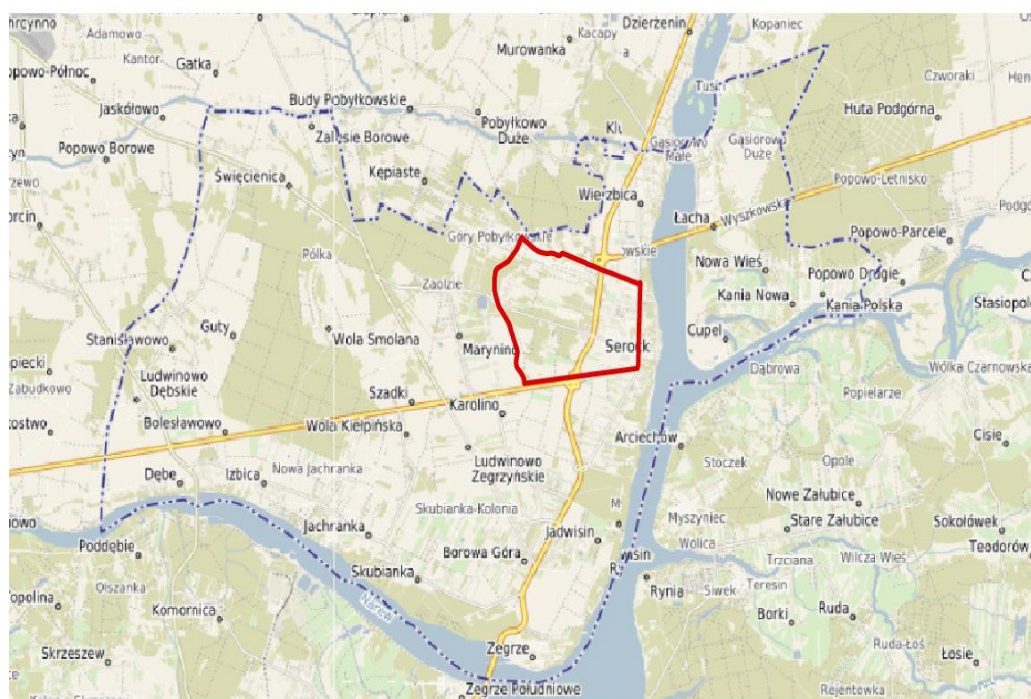 Kopaniec
Dzierżenin
Kacapy
Adamowo
Murowanka
Kantor
Gatka
Tusin
Czworaki
Budy Pobyłkowskie
Jaskółowo
Pobyłkowo
Duże
Huta Podgórna
Zalesie Borowe
Gąsiorowo
Małe
Gąsiorowo
Duże
Popowo Borowe
Kępiaste
Święcienica
Popowo-Letnisko
Wierzbica
Łacha
Wyszkowska
Góry Pobyłkowskie
Popowo-Parcele
Pólka
Nowa Wieś
Popowo Drogie
Zaolzie
Kania Nowa
Kania Polska
Guty
Stanisławowo
Wola Smolana
Marynino
Serock
Cupel
Dąbrowa
Wólka Czarnowska
Ludwinowo
Dębskie
Zabudkowo
Szadki
Popielarze
Karolino
Bolesławowo
Wola Kiełpińska
Arciechów
Cisie
Ludwinowo
Zegrzyńskie
Stoczek
Opole
Dębe
Izbica
Nowa Jachranka
Nowe Załubice
Skubianka-Kolonia
Myszyniec
Stare Załubice
Sokołówek
Jachranka
Jadwisin
Wolica
Teodorów
Poddębie
Borowa Góra
Trzciana
Wilcza Wieś
Skubianka
Rynia
Siwek
Teresin
Olszanka
Narew
Komornica
Borki
Ruda
Ruda-Łoś
Skrzeszew
Zegrze
Łosie
Zegrze Południowe
Rejentówka